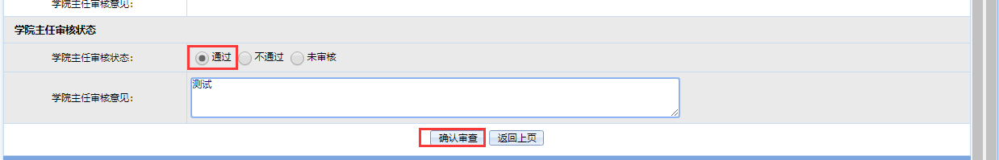 学院主任审核意见:
学院主任审核状态
学院主任审核状态: 通过 不通过 未审核
学院主任审核意见: 测试
确认审查 返回上页